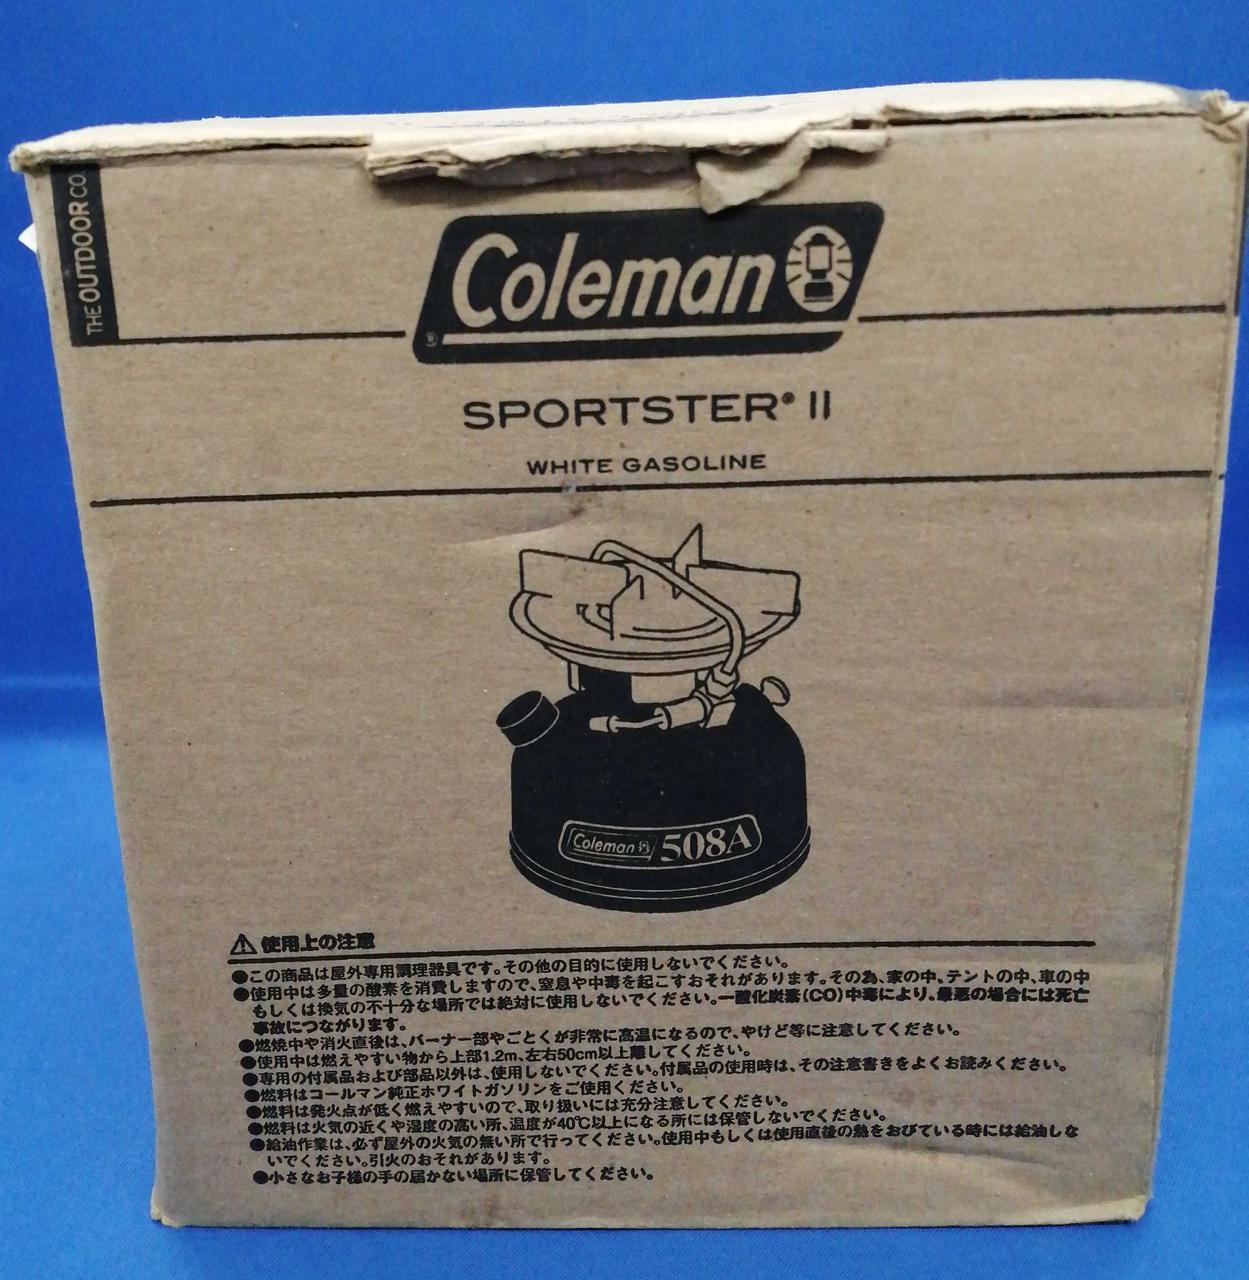 THE OUTDOOR CO.
Coleman
SPORTSTER® II
WHITE GASOLINE
Coleman 508A
⚠ 使用上の注意
●この商品は屋外専用調理器具です。その他の目的に使用しないでください。
●使用中は多量の酸素を消費しますので、窒息や中毒を起こすおそれがあります。その為、家の中、テントの中、車の中
もしくは換気の不十分な場所では絶対に使用しないでください。一酸化炭素(CO)中毒により、最悪の場合には死亡
事故につながります。
●燃焼中や消火直後は、バーナー部やごとくが非常に高温になるので、やけど等に注意してください。
●使用中は燃えやすい物から上部1.2m、左右50cm以上離してください。
●専用の付属品および部品以外は、使用しないでください。付属品の使用時は、その注意書きをよくお読みください。
●燃料はコールマン純正ホワイトガソリンをご使用ください。
●燃料は発火点が低く燃えやすいので、取り扱いには充分注意してください。
●燃料は火気の近くや湿度の高い所、温度が40℃以上になる所には保管しないでください。
●給油作業は、必ず屋外の火気の無い所で行ってください。使用中もしくは使用直後の熱をおびている時には給油しな
いでください。引火のおそれがあります。
●小さなお子様の手の届かない場所に保管してください。